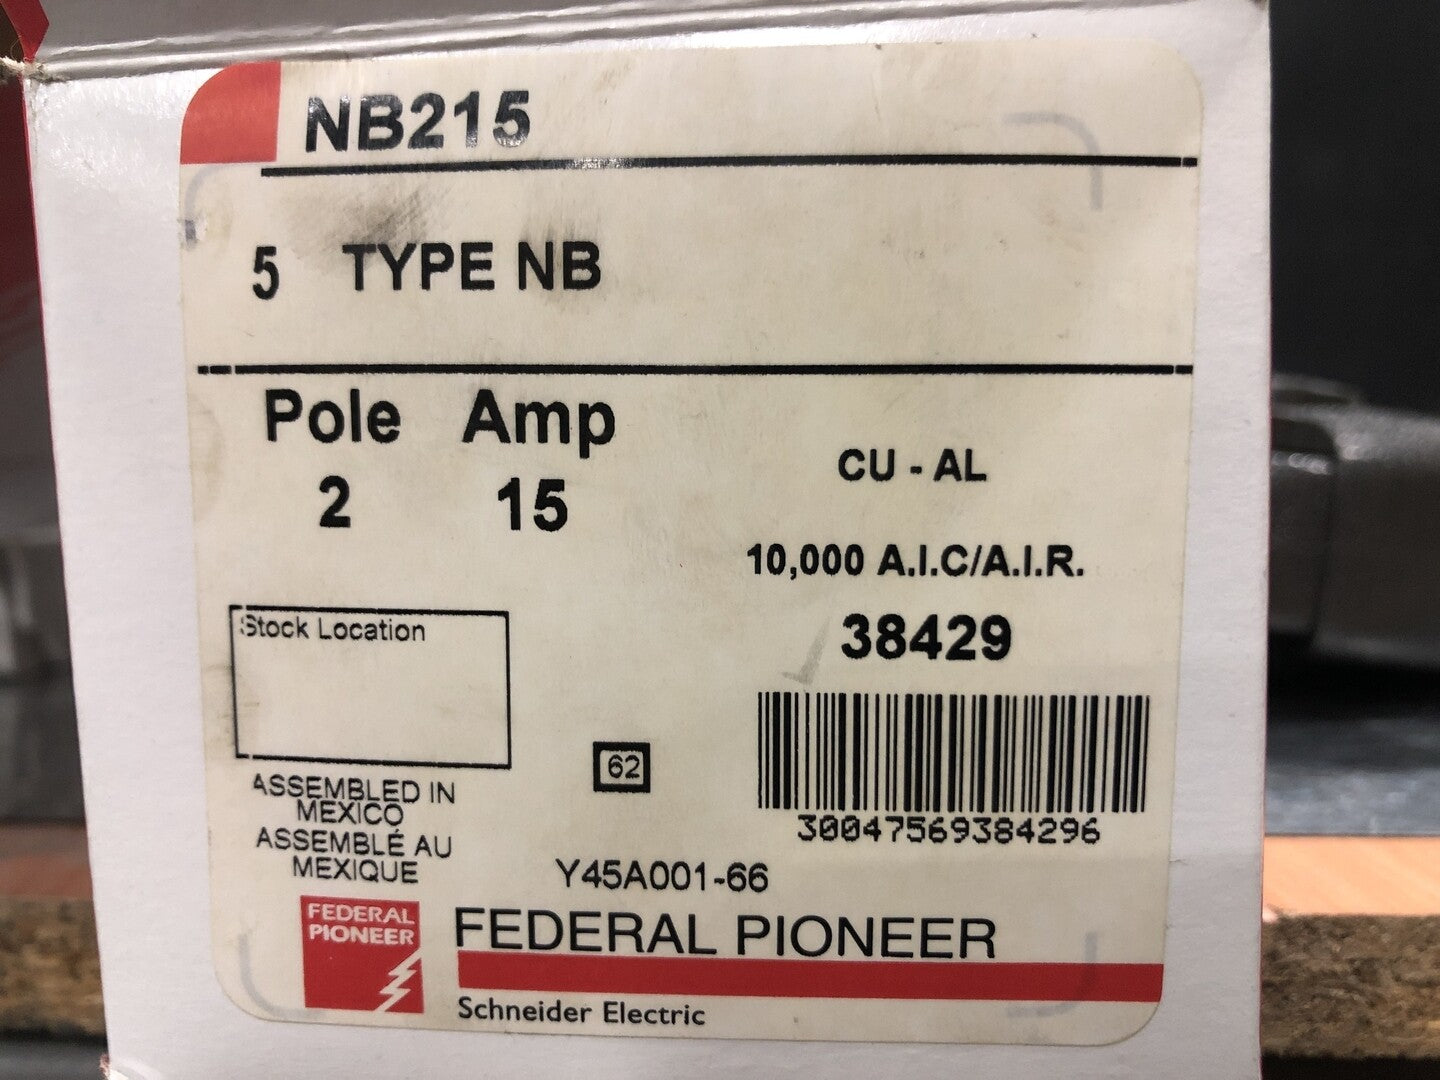 NB215
5 TYPE NB
Pole Amp
2 15
CU - AL
10,000 A.I.C/A.I.R.
38429
Stock Location
62
30047569384296
ASSEMBLED IN
MEXICO
ASSEMBLÉ AU
MEXIQUE
Y45A001-66
FEDERAL
PIONEER
FEDERAL PIONEER
Schneider Electric